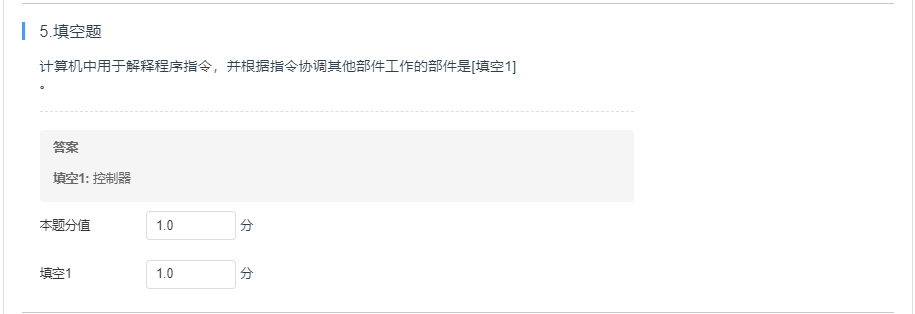 5.填空题
计算机中用于解释程序指令，并根据指令协调其他部件工作的部件是[填空1]
。
答案
填空1: 控制器
本题分值 1.0 分
填空1 1.0 分